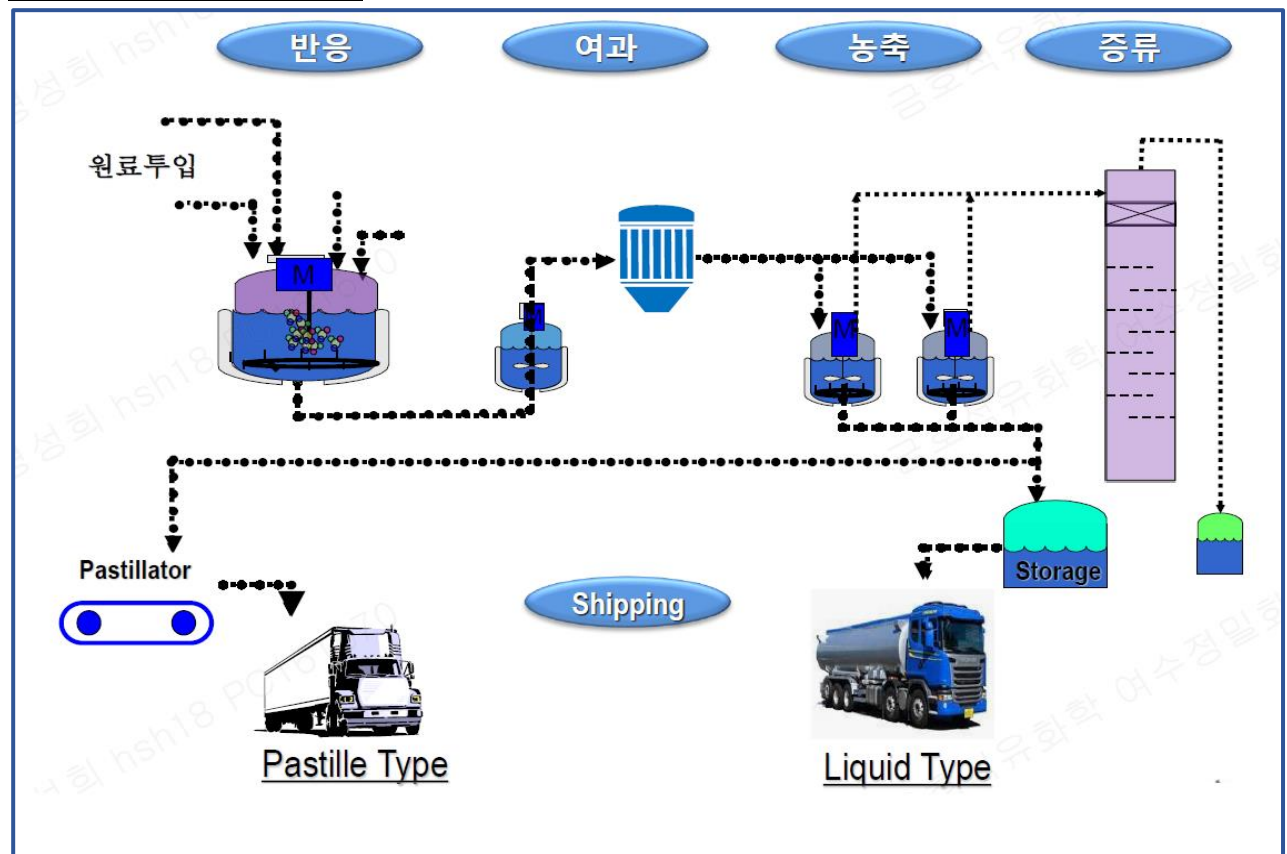 반응
여과
농축
증류
원료투입
M
M
M
M
Pastillator
Storage
Shipping
Pastille Type
Liquid Type